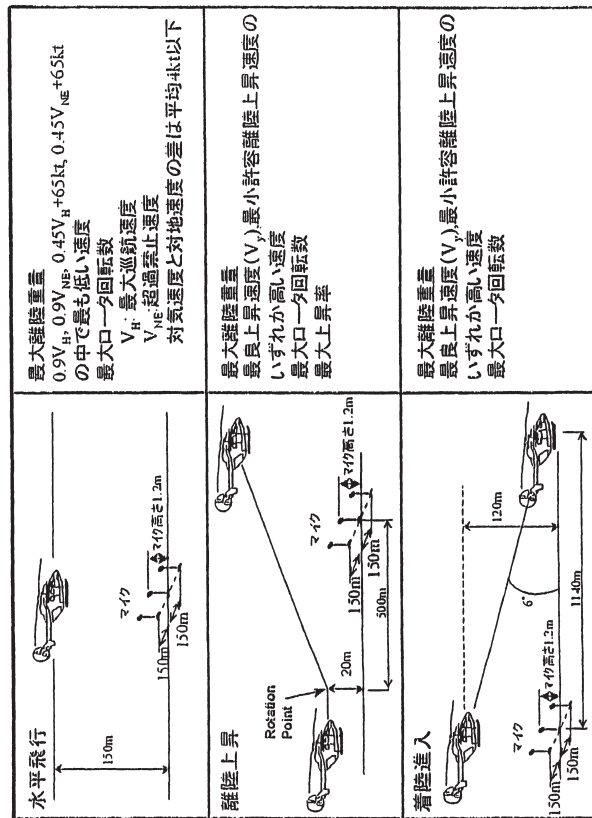 水平飛行
150m
マイク
マイク高さ1.2m
150m
150m
最大離陸重量
0.9VH, 0.9VNE, 0.45VH+65kt, 0.45VNE+65kt
の中で最も低い速度
最大ロータ回転数
VH: 最大巡航速度
VNE: 超過禁止速度
対気速度と対地速度の差は平均4kt以下
離陸上昇
Rotation
Point
20m
マイク
マイク高さ1.2m
150m
150m
500m
最大離陸重量
最良上昇速度(Vy),最小許容離陸上昇速度の
いずれか高い速度
最大ロータ回転数
最大上昇率
着陸進入
マイク
マイク高さ1.2m
150m
150m
6°
120m
1140m
最大離陸重量
最良上昇速度(Vy),最小許容離陸上昇速度の
いずれか高い速度
最大ロータ回転数